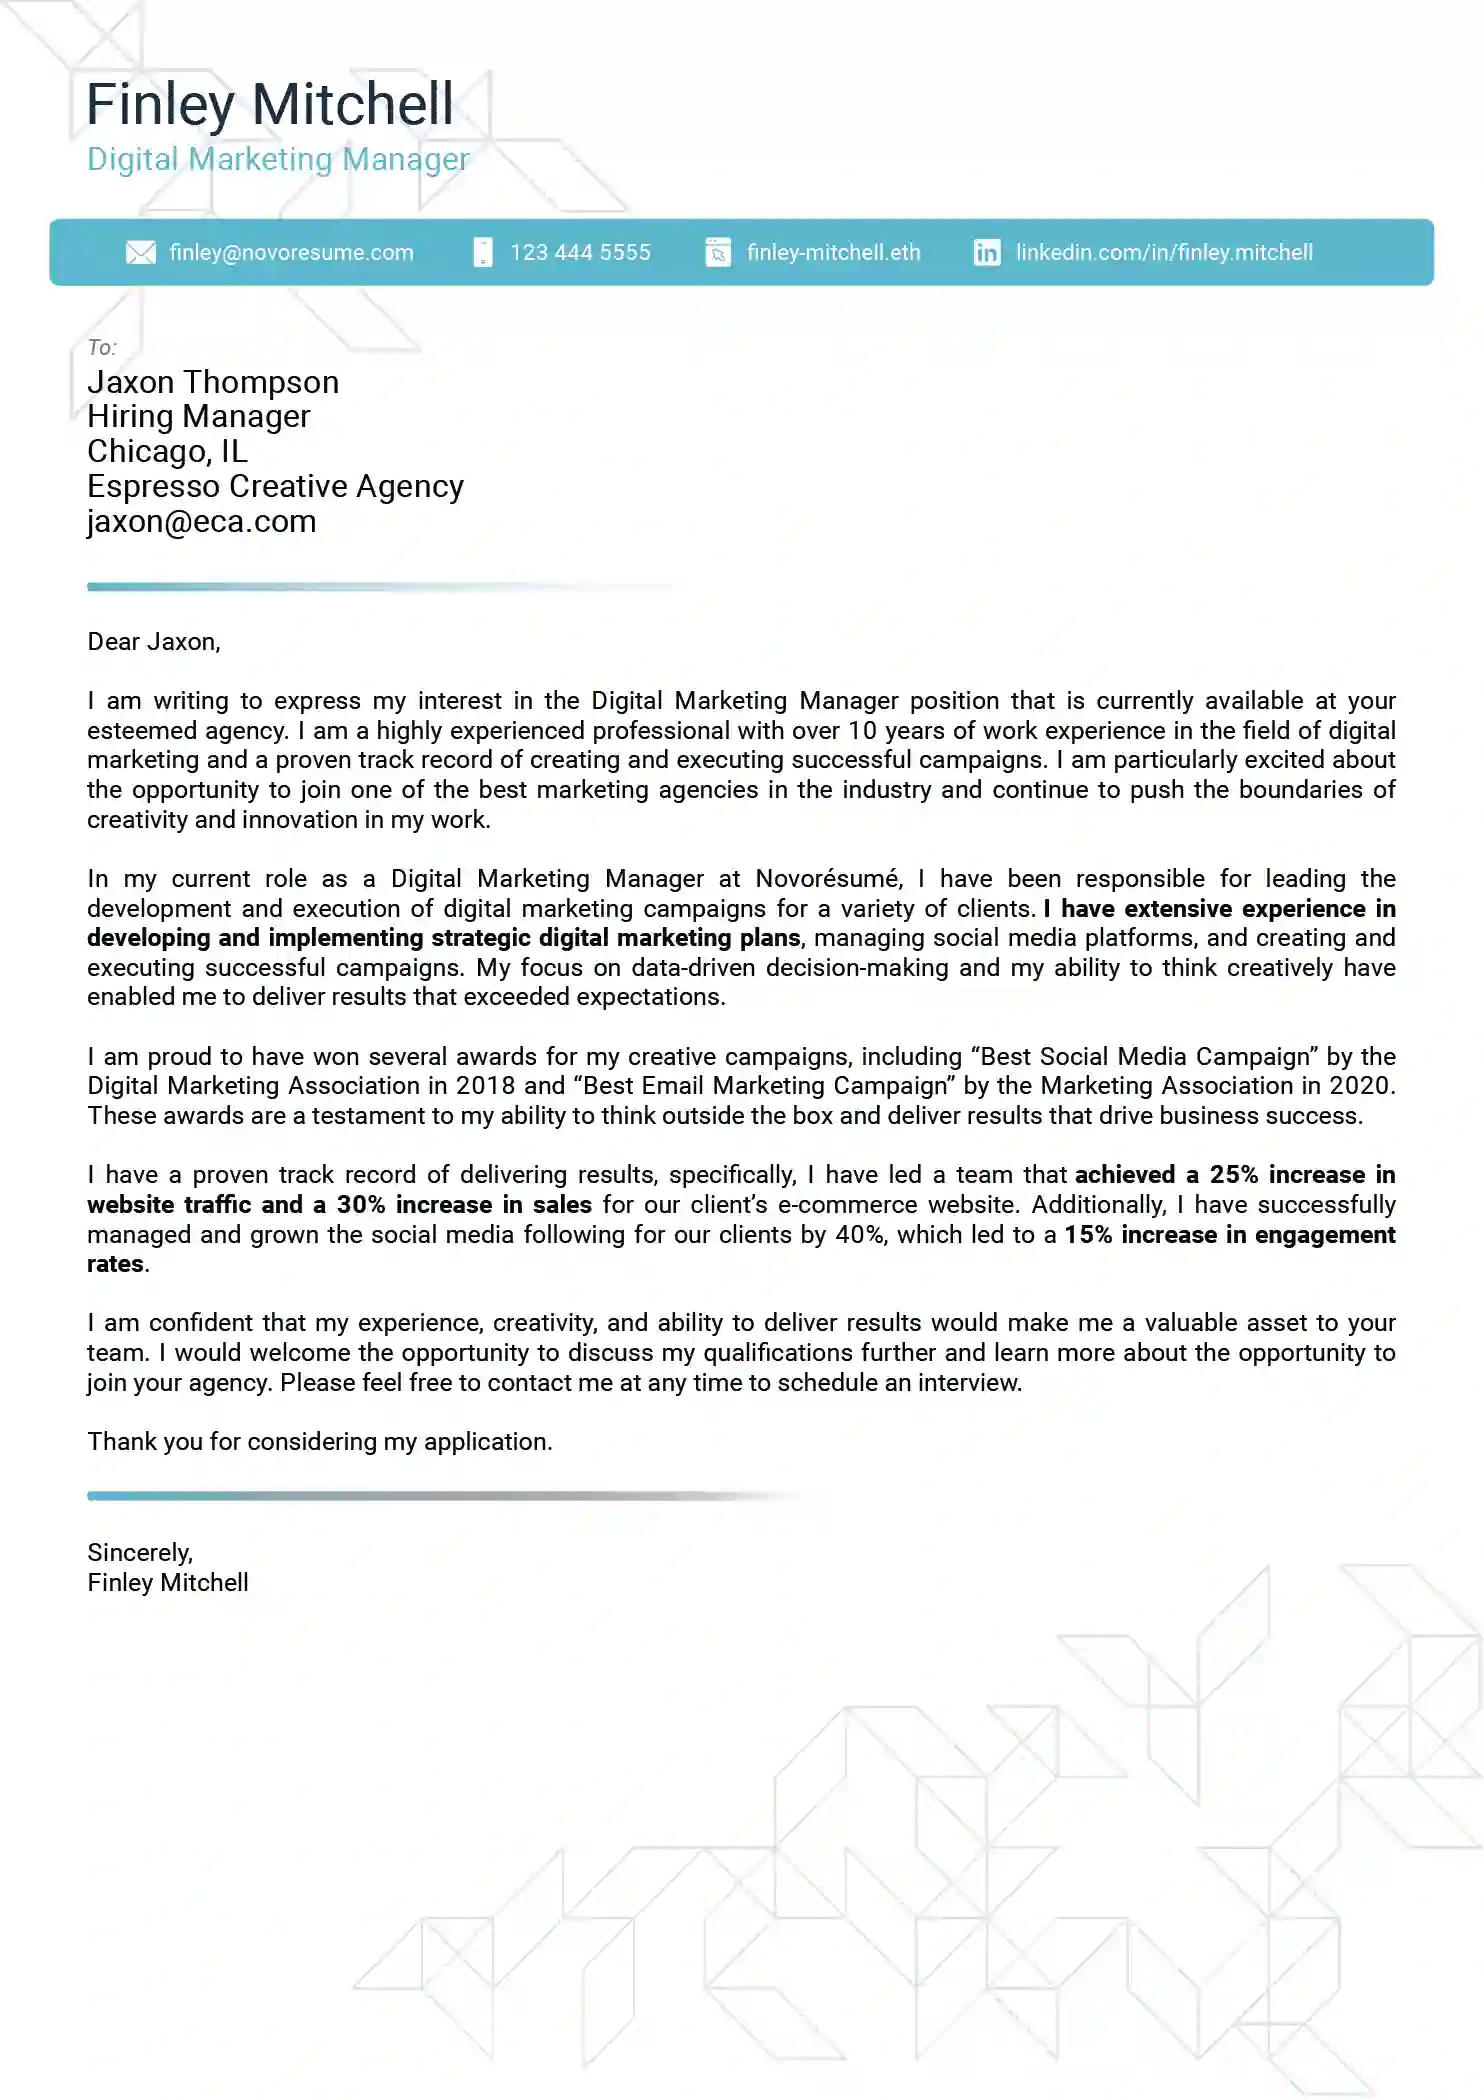 Finley Mitchell
Digital Marketing Manager
finley@novoresume.com 123 444 5555 finley-mitchell.eth linkedin.com/in/finley.mitchell
To:
Jaxon Thompson
Hiring Manager
Chicago, IL
Espresso Creative Agency
jaxon@eca.com
Dear Jaxon,
I am writing to express my interest in the Digital Marketing Manager position that is currently available at your
esteemed agency. I am a highly experienced professional with over 10 years of work experience in the field of digital
marketing and a proven track record of creating and executing successful campaigns. I am particularly excited about
the opportunity to join one of the best marketing agencies in the industry and continue to push the boundaries of
creativity and innovation in my work.
In my current role as a Digital Marketing Manager at Novorésumé, I have been responsible for leading the
development and execution of digital marketing campaigns for a variety of clients. I have extensive experience in
developing and implementing strategic digital marketing plans, managing social media platforms, and creating and
executing successful campaigns. My focus on data-driven decision-making and my ability to think creatively have
enabled me to deliver results that exceeded expectations.
I am proud to have won several awards for my creative campaigns, including “Best Social Media Campaign” by the
Digital Marketing Association in 2018 and “Best Email Marketing Campaign” by the Marketing Association in 2020.
These awards are a testament to my ability to think outside the box and deliver results that drive business success.
I have a proven track record of delivering results, specifically, I have led a team that achieved a 25% increase in
website traffic and a 30% increase in sales for our client’s e-commerce website. Additionally, I have successfully
managed and grown the social media following for our clients by 40%, which led to a 15% increase in engagement
rates.
I am confident that my experience, creativity, and ability to deliver results would make me a valuable asset to your
team. I would welcome the opportunity to discuss my qualifications further and learn more about the opportunity to
join your agency. Please feel free to contact me at any time to schedule an interview.
Thank you for considering my application.
Sincerely,
Finley Mitchell